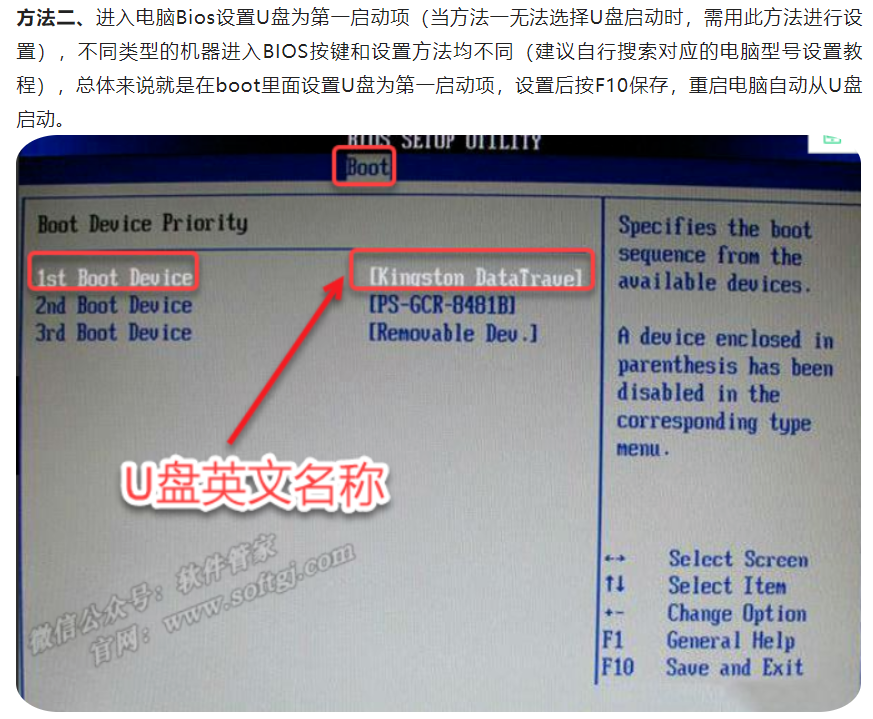 方法二、进入电脑Bios设置U盘为第一启动项（当方法一无法选择U盘启动时，需用此方法进行设
置），不同类型的机器进入BIOS按键和设置方法均不同（建议自行搜索对应的电脑型号设置教
程），总体来说就是在boot里面设置U盘为第一启动项，设置后按F10保存，重启电脑自动从U盘
启动。
BIOS SETUP UTILITY
Boot
Boot Device Priority
1st Boot Device [Kingston DataTravel]
2nd Boot Device [PS-GCR-8481B]
3rd Boot Device [Removable Dev.]
U盘英文名称
Specifies the boot
sequence from the
available devices.
A device enclosed in
parenthesis has been
disabled in the
corresponding type
menu.
←→ Select Screen
↑↓ Select Item
+- Change Option
F1 General Help
F10 Save and Exit
微信公众号：软件管家
官网：www.softgj.com